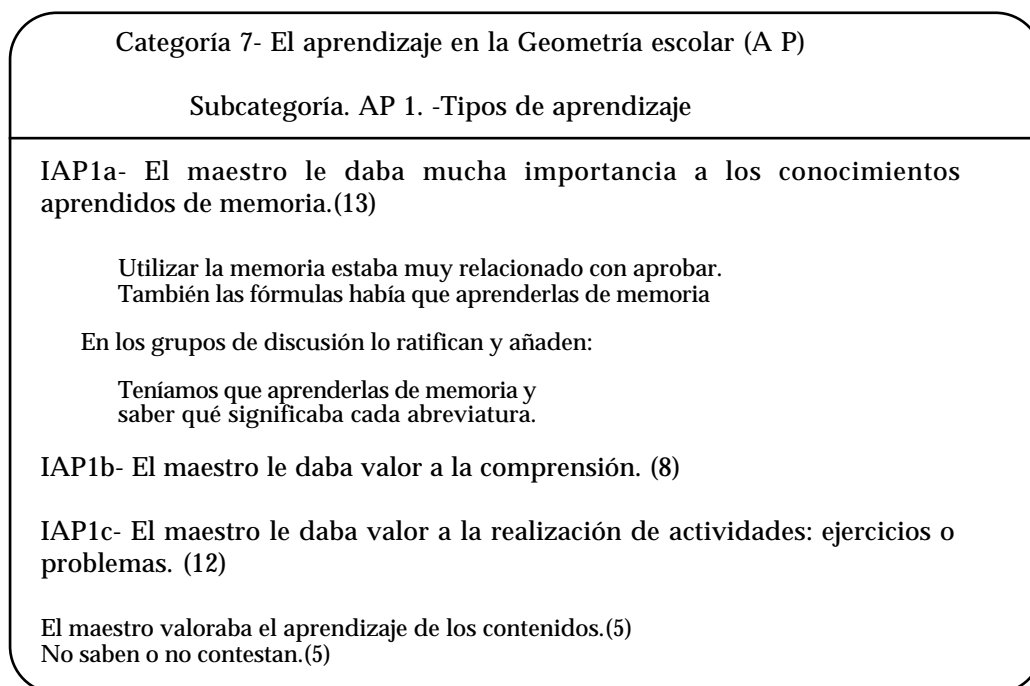 Categoría 7- El aprendizaje en la Geometría escolar (A P)
Subcategoría. AP 1. -Tipos de aprendizaje
IAP1a- El maestro le daba mucha importancia a los conocimientos
aprendidos de memoria.(13)
Utilizar la memoria estaba muy relacionado con aprobar.
También las fórmulas había que aprenderlas de memoria
En los grupos de discusión lo ratifican y añaden:
Teníamos que aprenderlas de memoria y
saber qué significaba cada abreviatura.
IAP1b- El maestro le daba valor a la comprensión. (8)
IAP1c- El maestro le daba valor a la realización de actividades: ejercicios o
problemas. (12)
El maestro valoraba el aprendizaje de los contenidos.(5)
No saben o no contestan.(5)